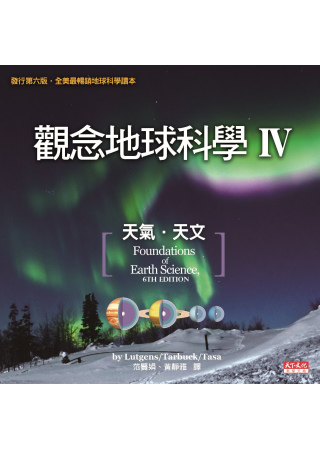 發行第六版，全美最暢銷地球科學讀本
觀念地球科學 IV
天氣・天文
Foundations
of
Earth Science,
6TH EDITION
by Lutgens/Tarbuck/Tasa
范賢娟、黃靜雅 譯
天下文化